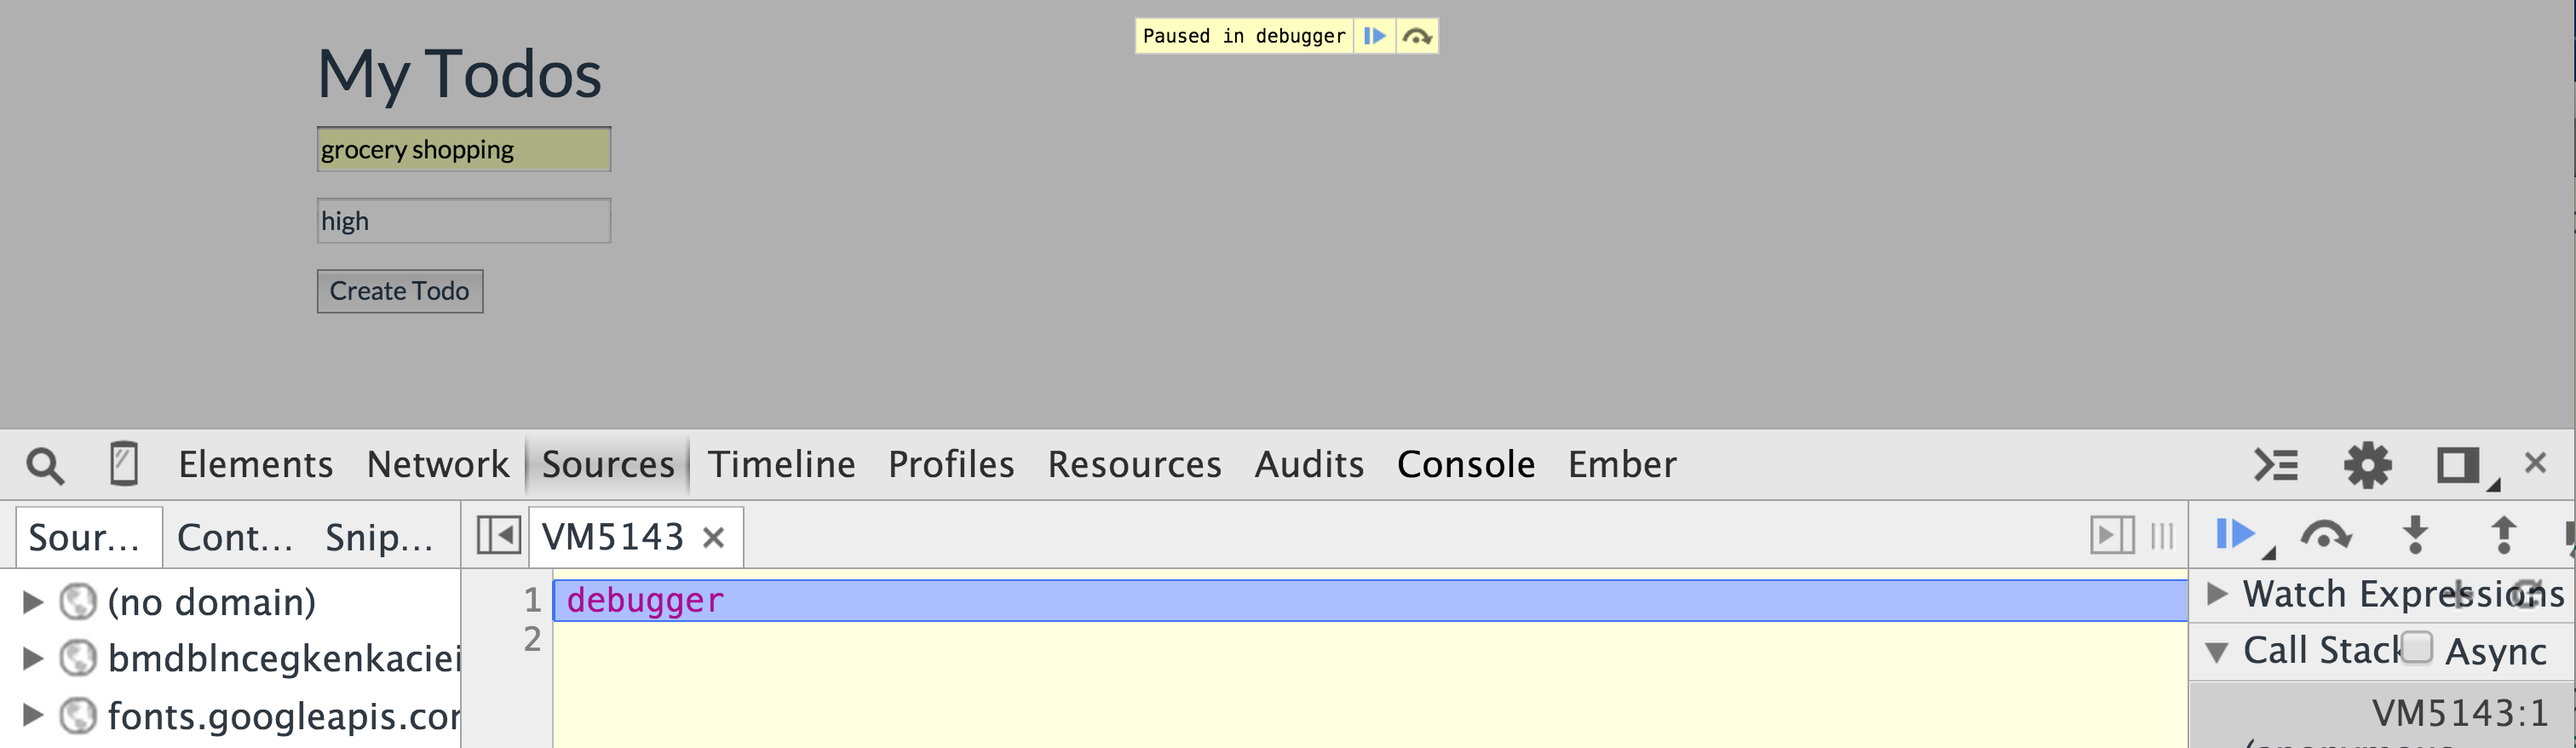 Paused in debugger
My Todos
grocery shopping
high
Create Todo
Elements Network Sources Timeline Profiles Resources Audits Console Ember
Sour... Cont... Snip...
VM5143
(no domain)
bmdblncegkenkaciei
fonts.googleapis.cor
1 debugger
2
Watch Expressions
Call Stack Async
VM5143:1